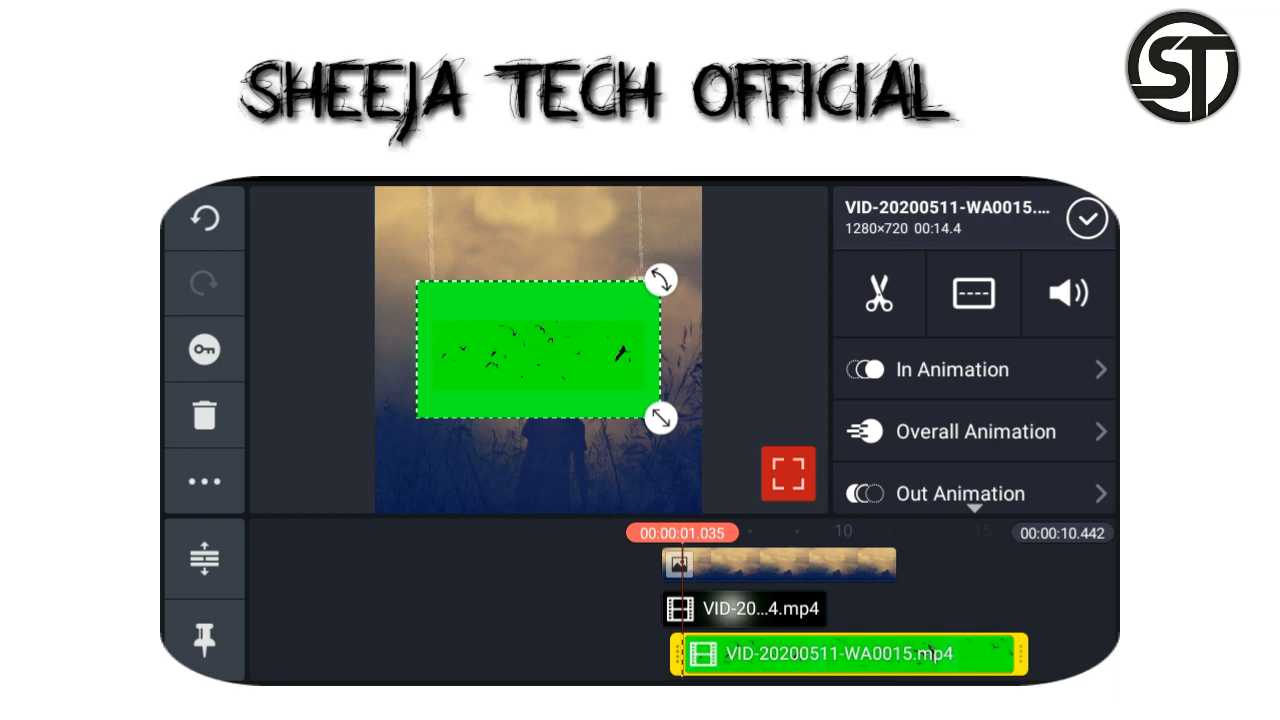 SHEEJA TECH OFFICIAL
ST
VID-20200511-WA0015....
1280×720 00:14.4
In Animation
Overall Animation
Out Animation
00:00:01.035
10
15
00:00:10.442
VID-20...4.mp4
VID-20200511-WA0015.mp4